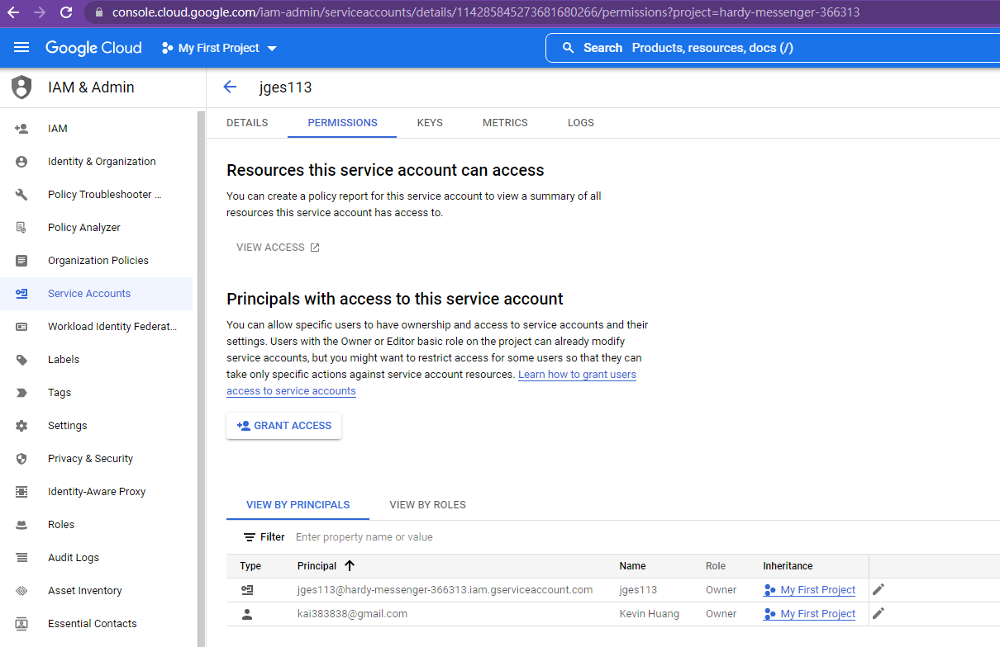 console.cloud.google.com/iam-admin/serviceaccounts/details/114285845273681680266/permissions?project=hardy-messenger-366313
Google Cloud
My First Project
Search Products, resources, docs (/)
IAM & Admin
jges113
IAM
Identity & Organization
Policy Troubleshooter ...
Policy Analyzer
Organization Policies
Service Accounts
Workload Identity Federat...
Labels
Tags
Settings
Privacy & Security
Identity-Aware Proxy
Roles
Audit Logs
Asset Inventory
Essential Contacts
DETAILS PERMISSIONS KEYS METRICS LOGS
Resources this service account can access
You can create a policy report for this service account to view a summary of all
resources this service account has access to.
VIEW ACCESS
Principals with access to this service account
You can allow specific users to have ownership and access to service accounts and their
settings. Users with the Owner or Editor basic role on the project can already modify
service accounts, but you might want to restrict access for some users so that they can
take only specific actions against service account resources. Learn how to grant users
access to service accounts
GRANT ACCESS
VIEW BY PRINCIPALS VIEW BY ROLES
Filter Enter property name or value
Type Principal Name Role Inheritance
jges113@hardy-messenger-366313.iam.gserviceaccount.com jges113 Owner My First Project
kai383838@gmail.com Kevin Huang Owner My First Project